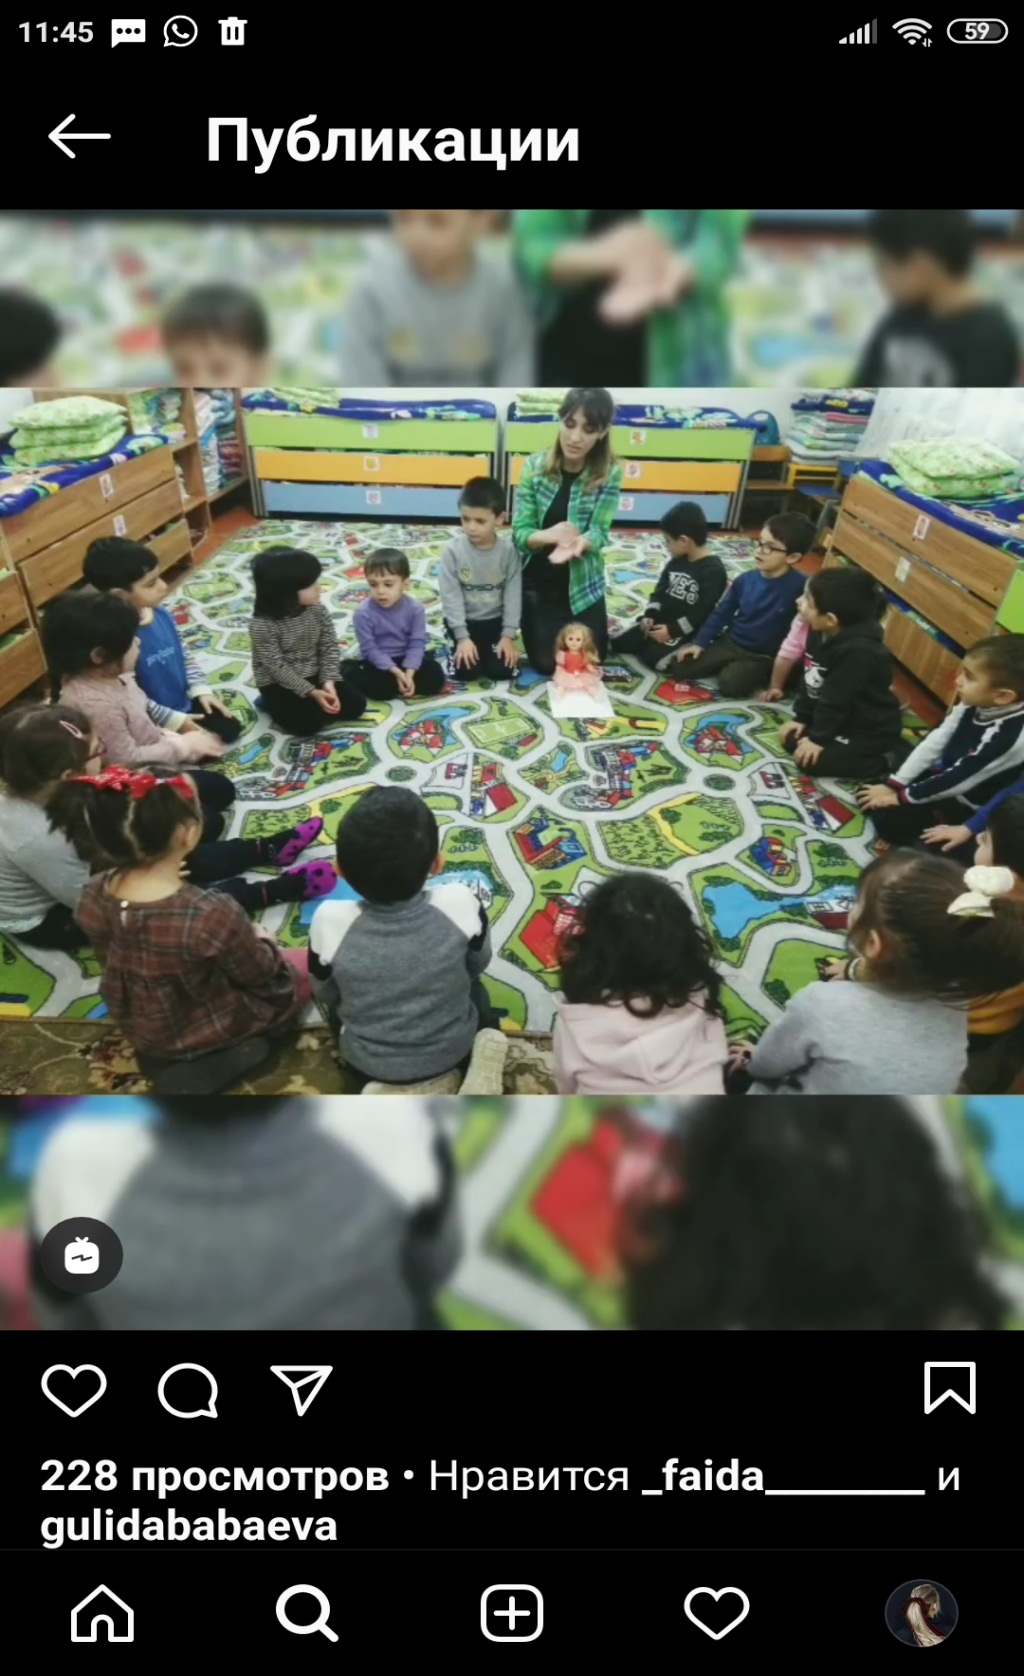 11:45
59
Публикации
228 просмотров • Нравится _faida________ и
gulidababaeva